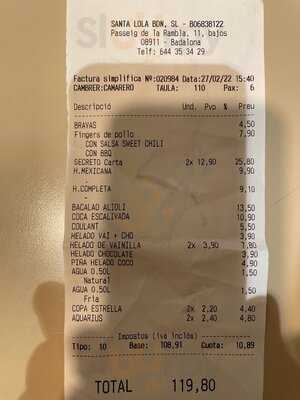 SANTA LOLA BDN, SL - B06838122
Passeig de la Rambla, 11, bajos
08911 - Badalona
Telf: 644 35 34 29
Factura simplifica Nº:020984 Data:27/02/22 15:40
CAMBRER:CAMARERO TAULA: 110 Pax: 6
Descripció Und. Pvp % Preu
BRAVAS 4,50
Fingers de pollo 7,90
CON SALSA SWEET CHILI
CON BBQ
SECRETO Carta 2x 12,90 25,80
H.MEXICANA 9,90
H.COMPLETA 9,10
-
BACALAO ALIOLI 13,50
COCA ESCALIVADA 10,90
COULANT 5,50
HELADO VAI + CHO 3,90
HELADO DE VAINILLA 2x 3,90 7,80
HELADO CHOCOLATE 3,90
PIÑA HELADO COCO 4,90
AGUA 0.50L 1,50
Natural
AGUA 0.50L 1,50
Fria
COPA ESTRELLA 2x 2,20 4,40
AQUARIUS 2x 2,40 4,80
Impostos (iva inclòs)
Tipo: 10 Base: 108,91 Cuota: 10,89
TOTAL 119,80